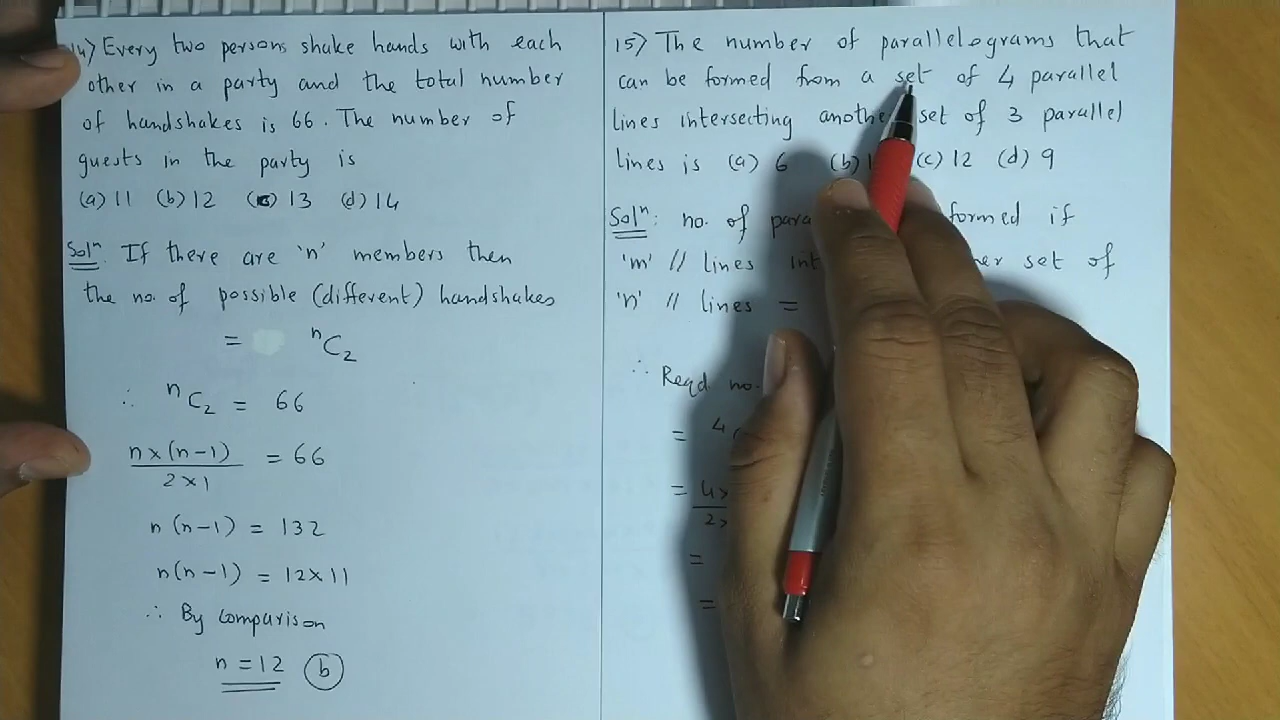 14) Every two persons shake hands with each
other in a party and the total number
of handshakes is 66. The number of
guests in the party is
(a) 11 (b) 12 (c) 13 (d) 14
Solⁿ. If there are 'n' members then
the no. of possible (different) handshakes
= ⁿC₂
∴ ⁿC₂ = 66
n×(n-1)
2×1
= 66
n(n-1) = 132
n(n-1) = 12×11
∴ By comparison
n = 12 (b)
15) The number of parallelograms that
can be formed from a set of 4 parallel
lines intersecting set of 3 parallel
lines is (a) 6 (b) (c) 12 (d) 9
Solⁿ: no. of formed if
'm' // lines set of
'n' // lines =
∴ Reqd no.
= 4
=
=
=